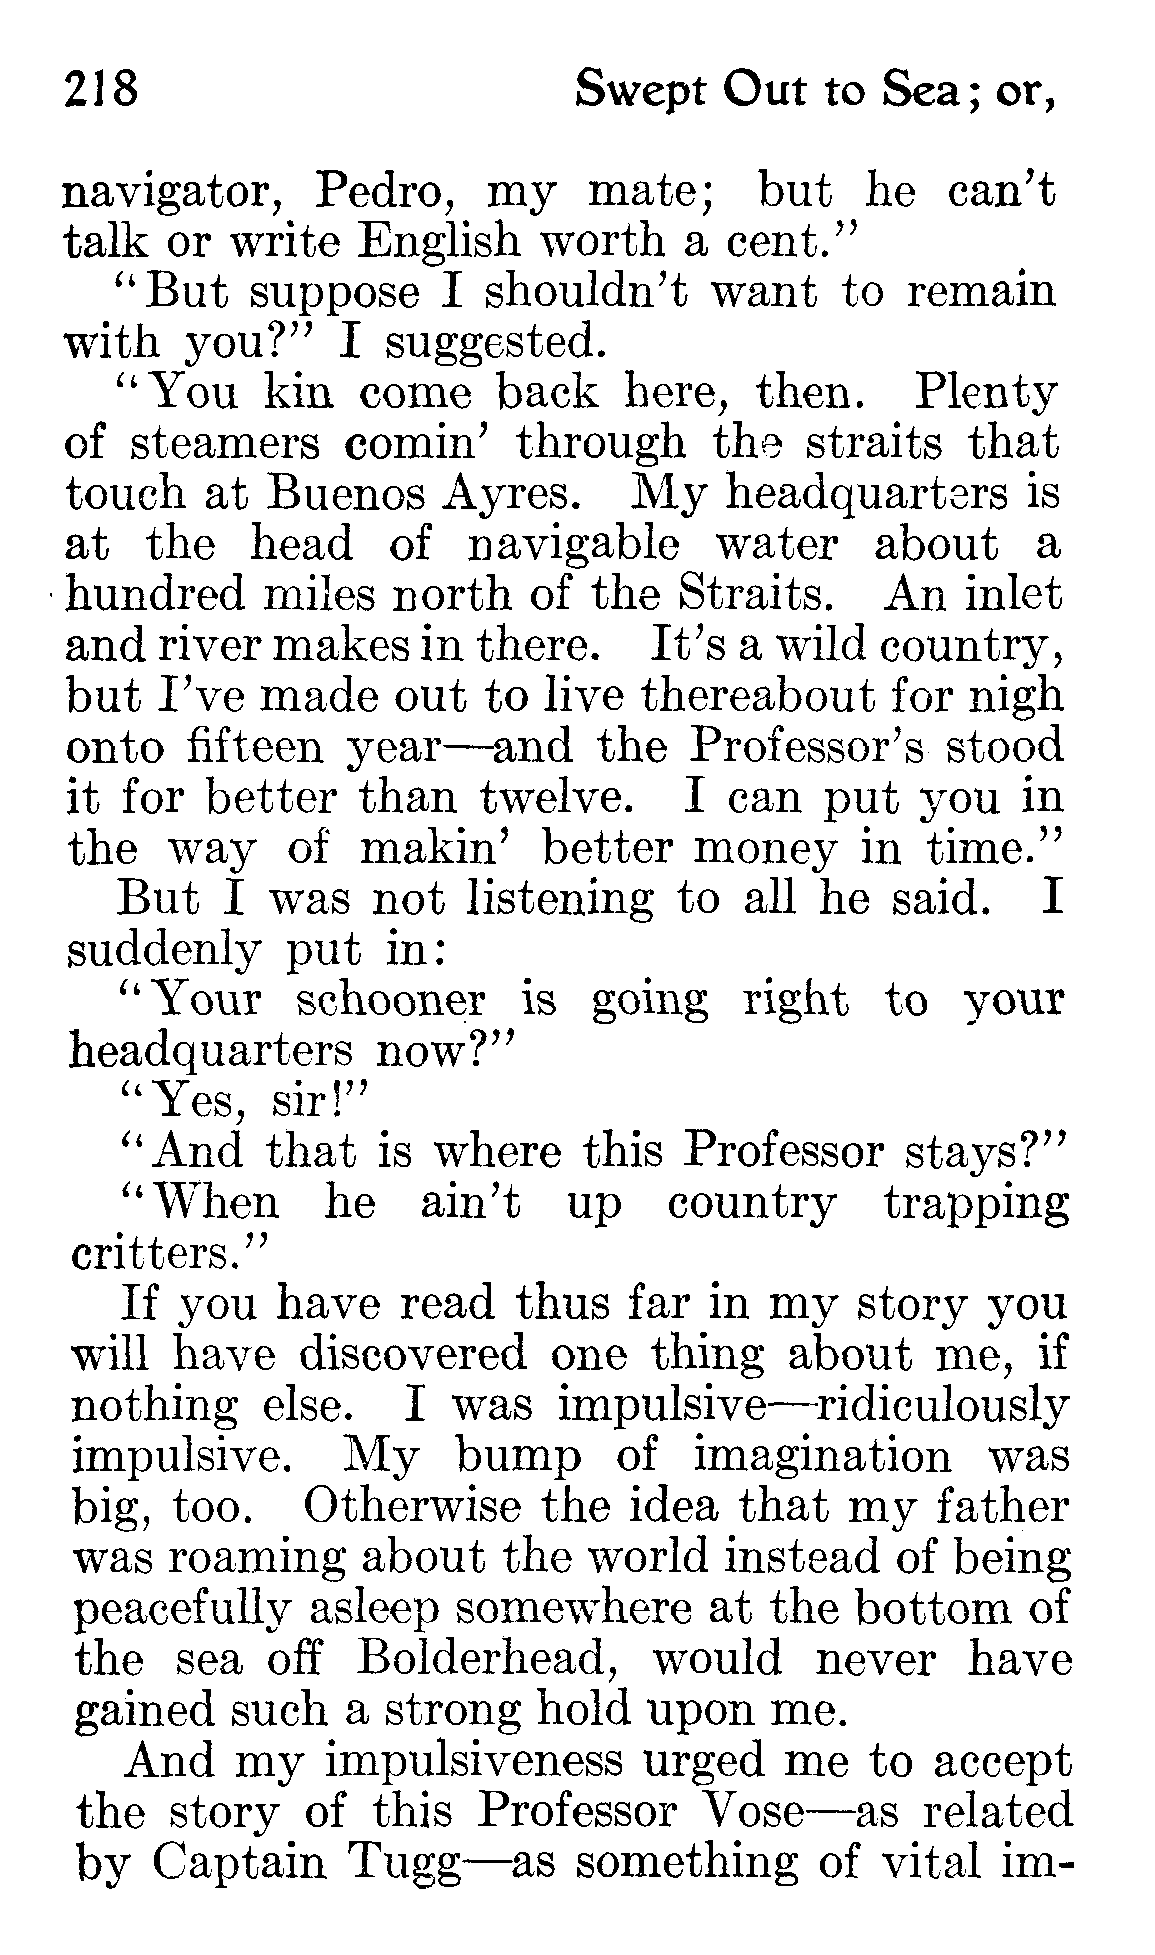 218 Swept Out to Sea; or,
navigator, Pedro, my mate; but he can't
talk or write English worth a cent."
"But suppose I shouldn't want to remain
with you?" I suggested.
"You kin come back here, then. Plenty
of steamers comin' through the straits that
touch at Buenos Ayres. My headquarters is
at the head of navigable water about a
hundred miles north of the Straits. An inlet
and river makes in there. It's a wild country,
but I've made out to live thereabout for nigh
onto fifteen year—and the Professor's stood
it for better than twelve. I can put you in
the way of makin' better money in time."
But I was not listening to all he said. I
suddenly put in:
"Your schooner is going right to your
headquarters now?"
"Yes, sir!"
"And that is where this Professor stays?"
"When he ain't up country trapping
critters."
If you have read thus far in my story you
will have discovered one thing about me, if
nothing else. I was impulsive—ridiculously
impulsive. My bump of imagination was
big, too. Otherwise the idea that my father
was roaming about the world instead of being
peacefully asleep somewhere at the bottom of
the sea off Bolderhead, would never have
gained such a strong hold upon me.
And my impulsiveness urged me to accept
the story of this Professor Vose—as related
by Captain Tugg—as something of vital im-